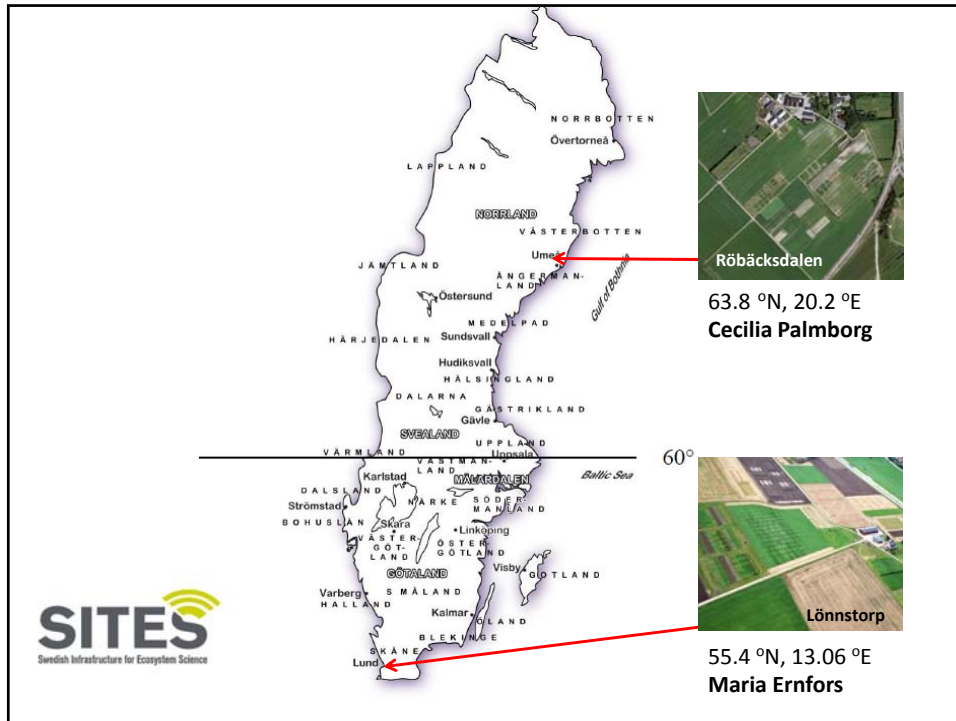 NORRBOTTEN
Övertorneå
LAPPLAND
NORRLAND
VÄSTERBOTTEN
Umeå
JÄMTLAND
ÅNGERMAN-
LAND
Gulf of Bothnia
Östersund
MEDELPAD
Sundsvall
HÄRJEDALEN
Hudiksvall
HÄLSINGLAND
DALARNA
GÄSTRIKLAND
Gävle
SVEALAND
UPPLAND
VÄRMLAND
Uppsala
60°
VÄSTMAN-
LAND
Karlstad
MÄLARDALEN
Baltic Sea
DALSLAND
NÄRKE
SÖDER-
MANLAND
Strömstad
BOHUSLÄN
Skara
Linköping
VÄSTER-
GÖT-
LAND
ÖSTER-
GÖTLAND
Visby
GOTLAND
GÖTALAND
SMÅLAND
Varberg
HALLAND
Kalmar
ÖLAND
BLEKINGE
SKÅNE
Lund
Röbäcksdalen
63.8 °N, 20.2 °E
Cecilia Palmborg
Lönnstorp
55.4 °N, 13.06 °E
Maria Ernfors
SITES
Swedish Infrastructure for Ecosystem Science